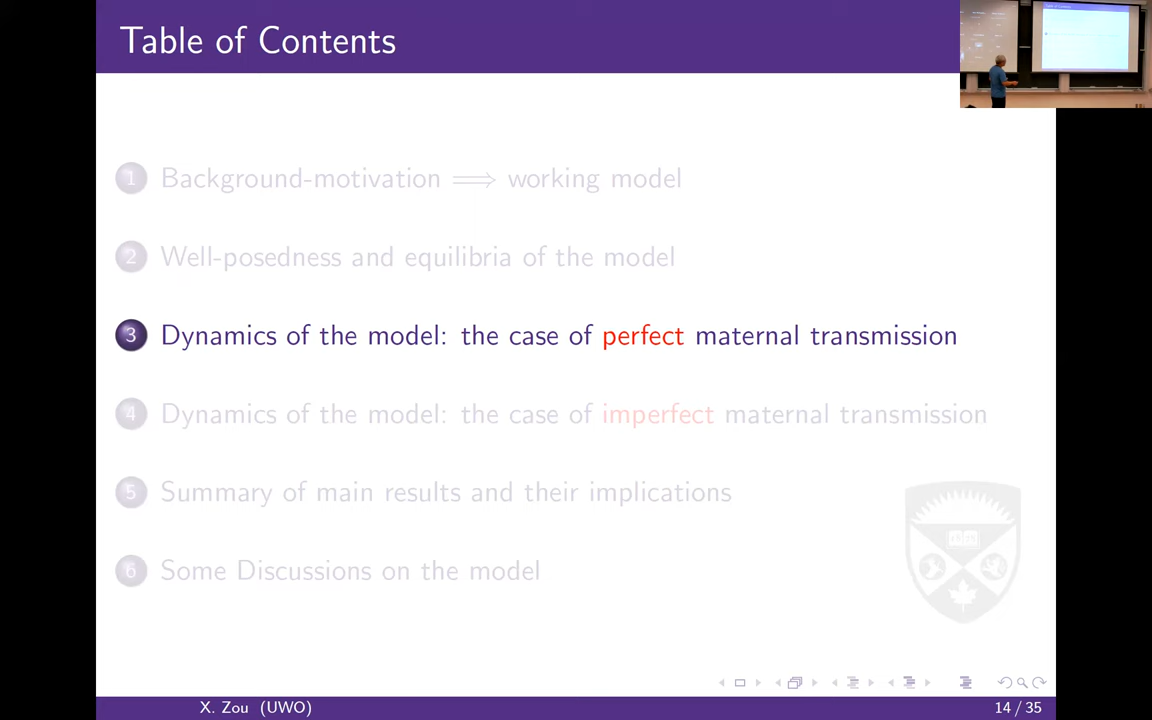 Table of Contents
1 Background-motivation ⟹ working model
2 Well-posedness and equilibria of the model
3 Dynamics of the model: the case of perfect maternal transmission
4 Dynamics of the model: the case of imperfect maternal transmission
5 Summary of main results and their implications
6 Some Discussions on the model
X. Zou (UWO)
14 / 35